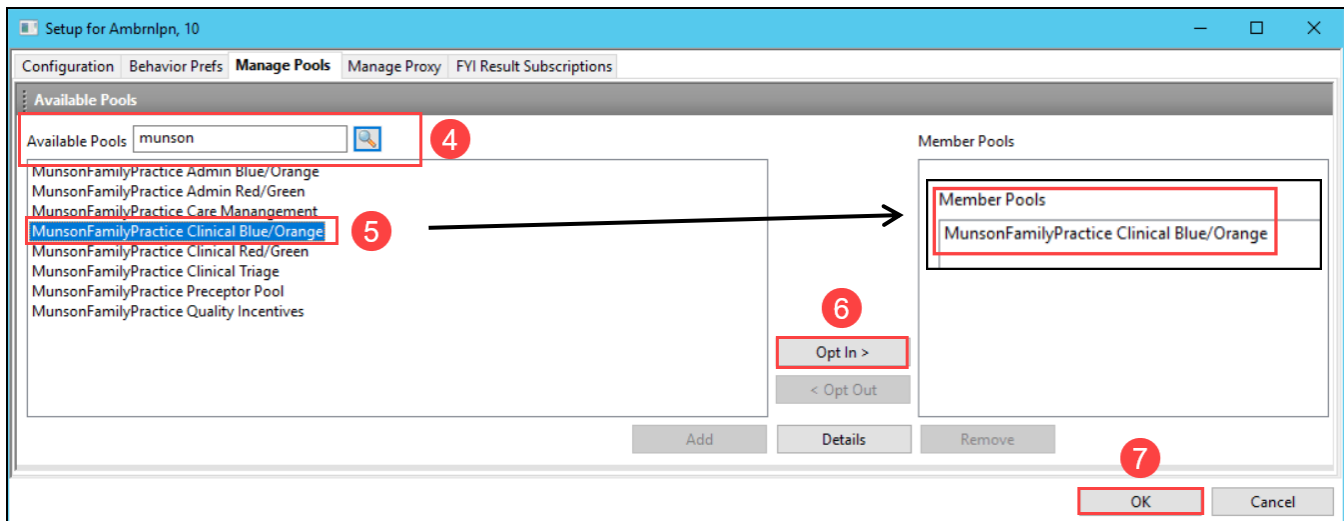 Setup for Ambrnlpn, 10
Configuration Behavior Prefs Manage Pools Manage Proxy FYI Result Subscriptions
Available Pools
Available Pools munson
4
Member Pools
MunsonFamilyPractice Admin Blue/Orange
MunsonFamilyPractice Admin Red/Green
MunsonFamilyPractice Care Manangement
MunsonFamilyPractice Clinical Blue/Orange
5
MunsonFamilyPractice Clinical Red/Green
MunsonFamilyPractice Clinical Triage
MunsonFamilyPractice Preceptor Pool
MunsonFamilyPractice Quality Incentives
Member Pools
MunsonFamilyPractice Clinical Blue/Orange
6
Opt In >
< Opt Out
Add Details Remove
7
OK Cancel